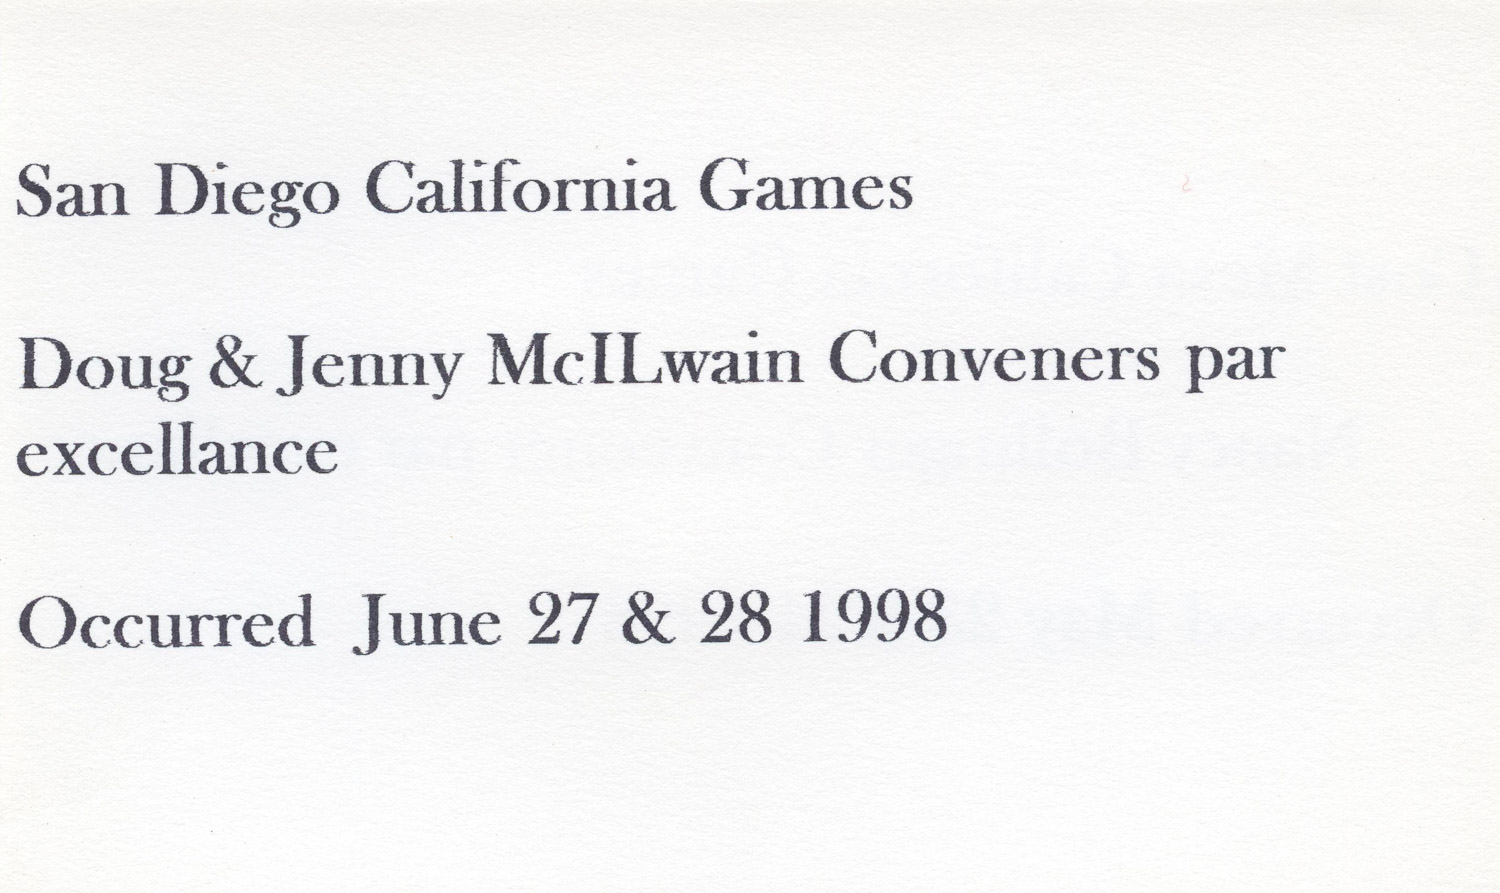 San Diego California Games
Doug & Jenny McILwain Conveners par
excellance
Occurred June 27 & 28 1998